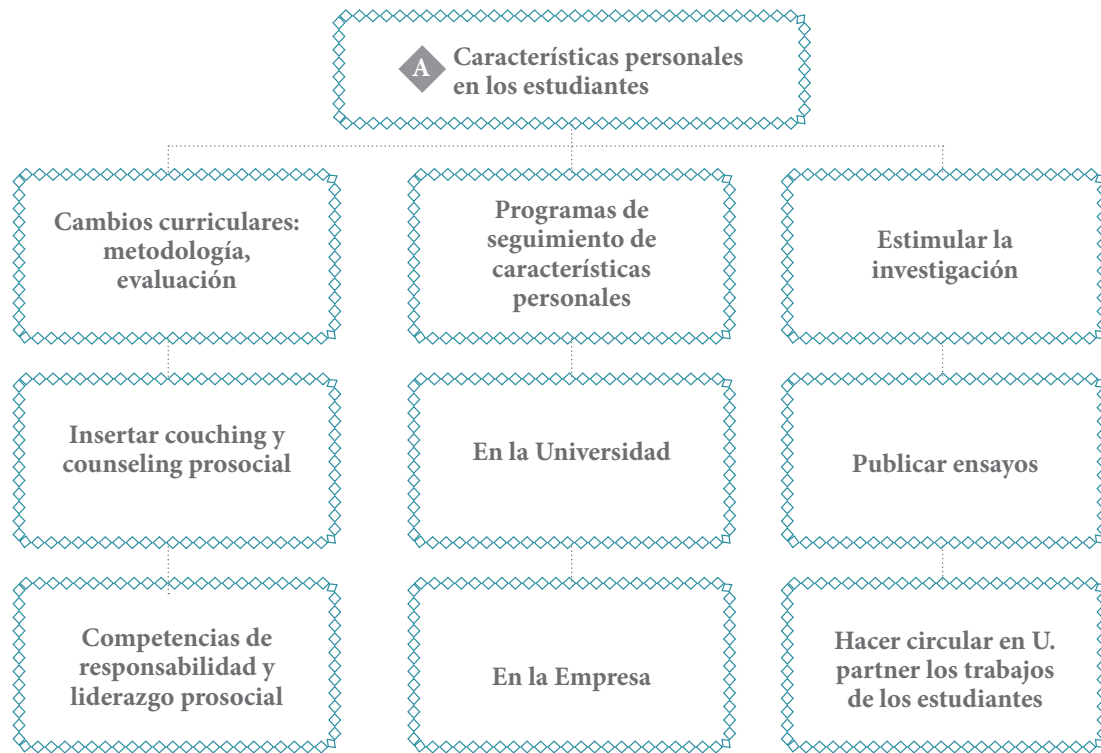 A
Características personales
en los estudiantes
Cambios curriculares:
metodología,
evaluación
Programas de
seguimiento de
características
personales
Estimular la
investigación
Insertar couching y
counseling prosocial
En la Universidad
Publicar ensayos
Competencias de
responsabilidad y
liderazgo prosocial
En la Empresa
Hacer circular en U.
partner los trabajos
de los estudiantes